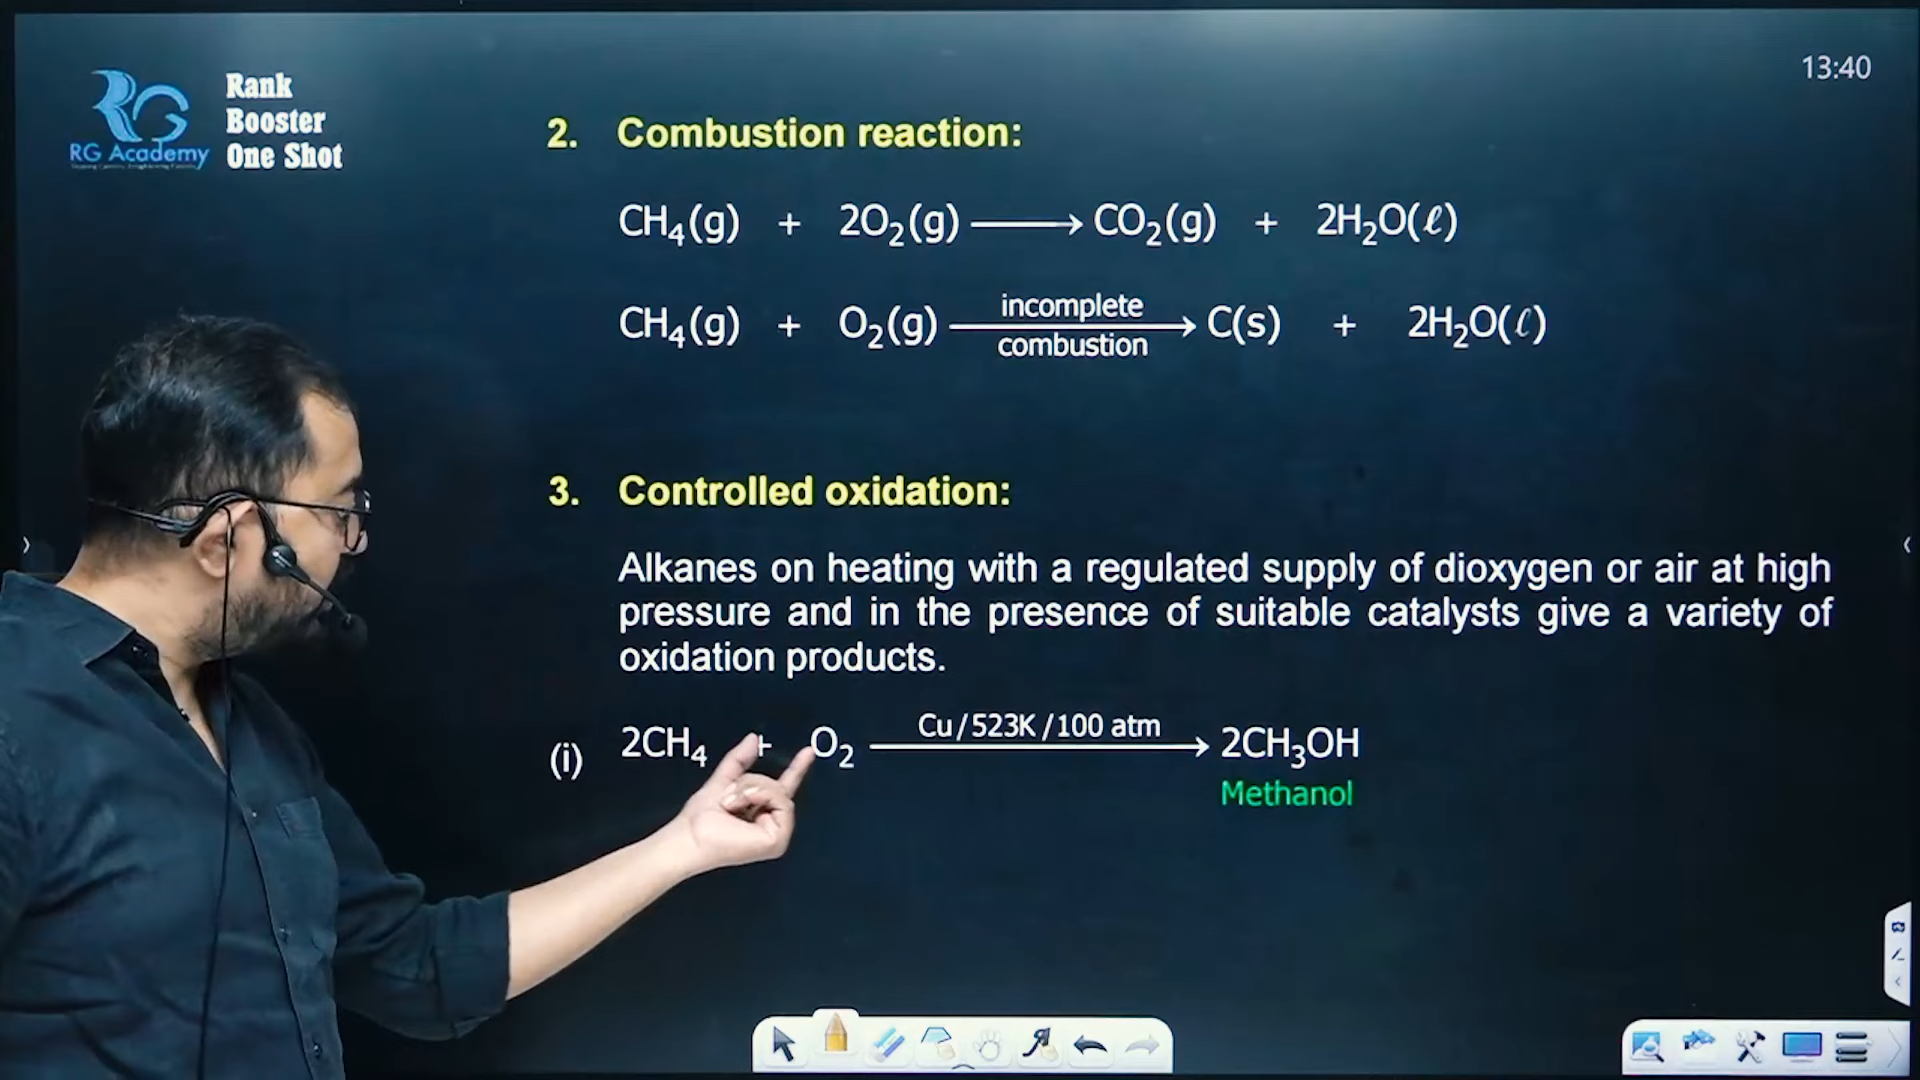 RG Academy
Rank
Booster
One Shot
13:40
2. Combustion reaction:
CH₄(g) + 2O₂(g) ⟶ CO₂(g) + 2H₂O(ℓ)
incomplete
CH₄(g) + O₂(g) ⟶ C(s) + 2H₂O(ℓ)
combustion
3. Controlled oxidation:
Alkanes on heating with a regulated supply of dioxygen or air at high
pressure and in the presence of suitable catalysts give a variety of
oxidation products.
Cu/523K/100 atm
(i) 2CH₄ + O₂ ⟶ 2CH₃OH
Methanol